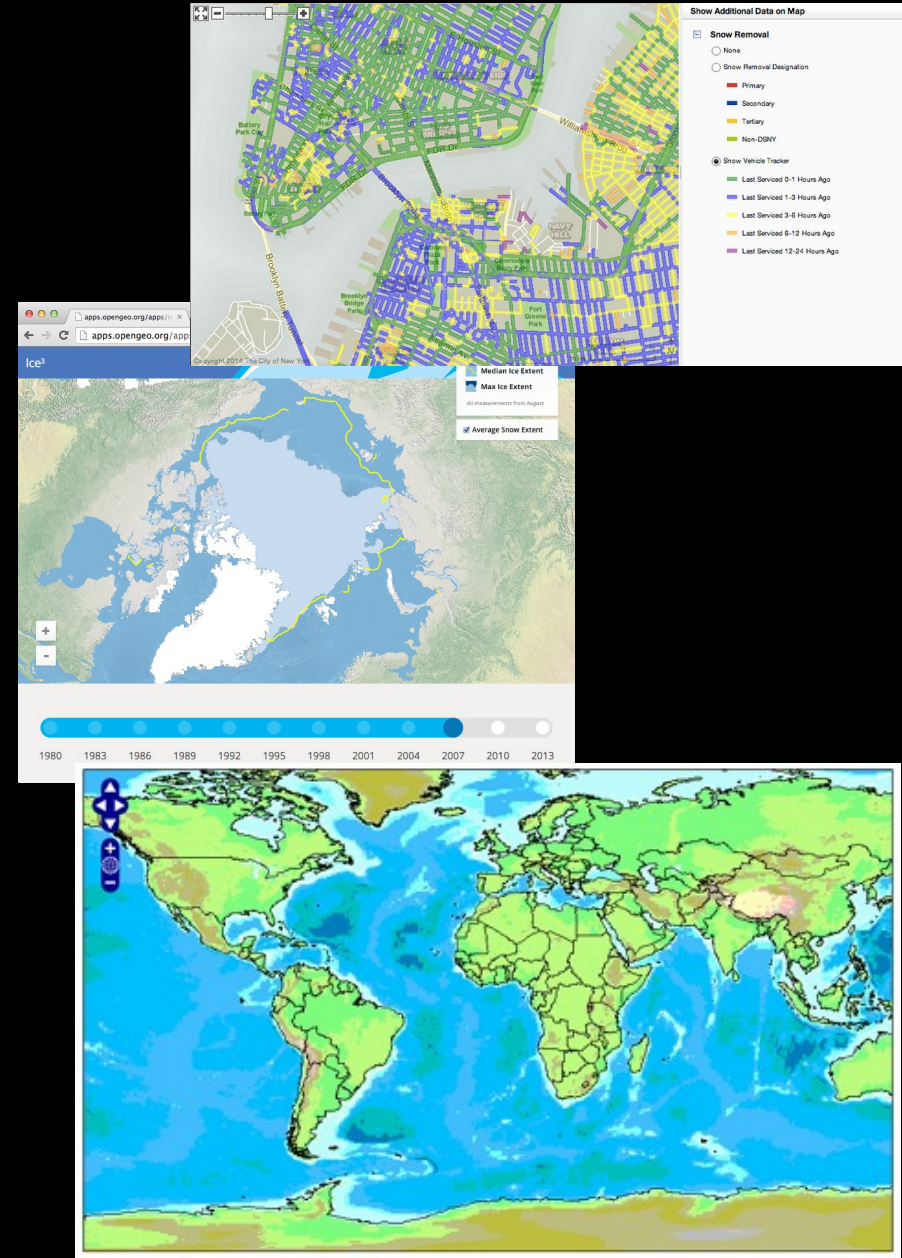 Show Additional Data on Map
Snow Removal
None
Snow Removal Designation
Primary
Secondary
Tertiary
Non-DSNY
Show Vehicle Tracker
Last Serviced 0-1 Hours Ago
Last Serviced 1-3 Hours Ago
Last Serviced 3-6 Hours Ago
Last Serviced 6-12 Hours Ago
Last Serviced 12-24 Hours Ago
Battery
Park City
FDR Dr
FDR Dr
Brooklyn Battery Tunnel
NAVY
HILL
Brooklyn
Bridge
Park
Fort
Greene
Park
Copyright 2014 The City of New York
apps.opengeo.org/apps/ic
apps.opengeo.org/apps
Ice³
Median Ice Extent
Max Ice Extent
All measurements from August
Average Snow Extent
1980 1983 1986 1989 1992 1995 1998 2001 2004 2007 2010 2013